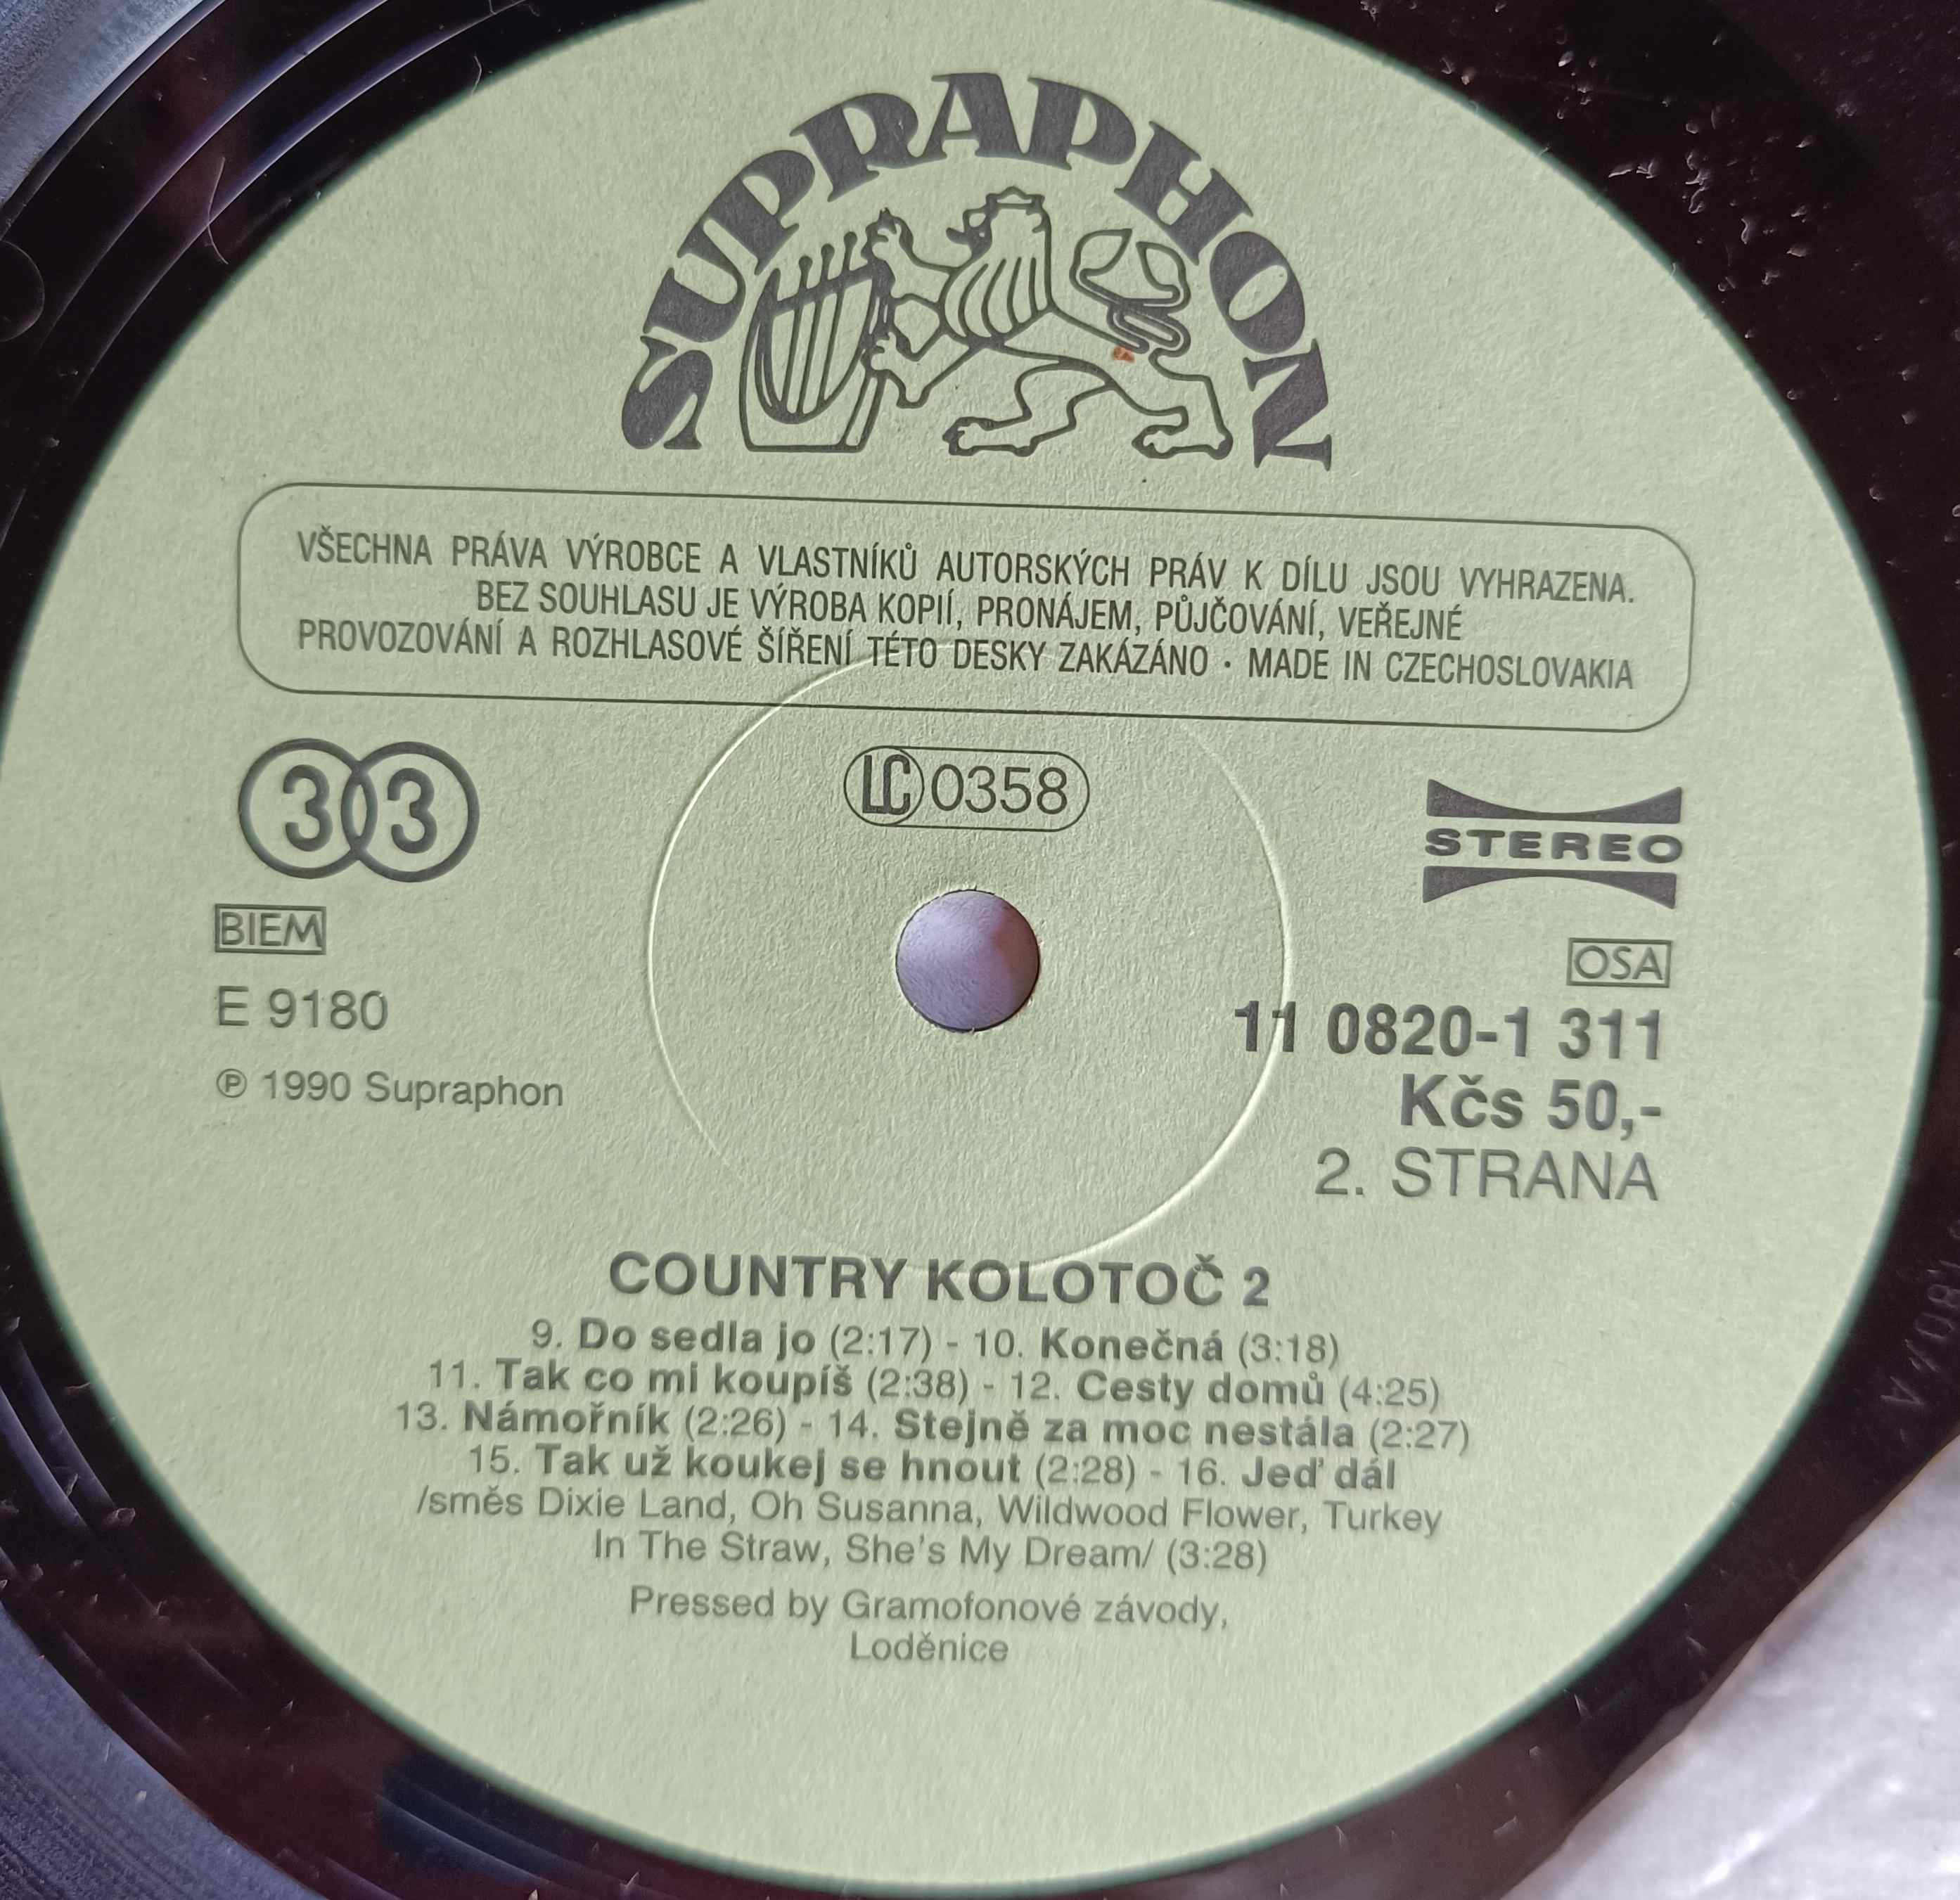 SUPRAPHON
VŠECHNA PRÁVA VÝROBCE A VLASTNÍKŮ AUTORSKÝCH PRÁV K DÍLU JSOU VYHRAZENA.
BEZ SOUHLASU JE VÝROBA KOPIÍ, PRONÁJEM, PŮJČOVÁNÍ, VEŘEJNÉ
PROVOZOVÁNÍ A ROZHLASOVÉ ŠÍŘENÍ TÉTO DESKY ZAKÁZÁNO · MADE IN CZECHOSLOVAKIA
33
LC 0358
STEREO
BIEM
OSA
E 9180
11 0820-1 311
℗ 1990 Supraphon
Kčs 50,-
2. STRANA
COUNTRY KOLOTOČ 2
9. Do sedla jo (2:17) - 10. Konečná (3:18)
11. Tak co mi koupíš (2:38) - 12. Cesty domů (4:25)
13. Námořník (2:26) - 14. Stejně za moc nestála (2:27)
15. Tak už koukej se hnout (2:28) - 16. Jeď dál
/směs Dixie Land, Oh Susanna, Wildwood Flower, Turkey
In The Straw, She's My Dream/ (3:28)
Pressed by Gramofonové závody,
Loděnice